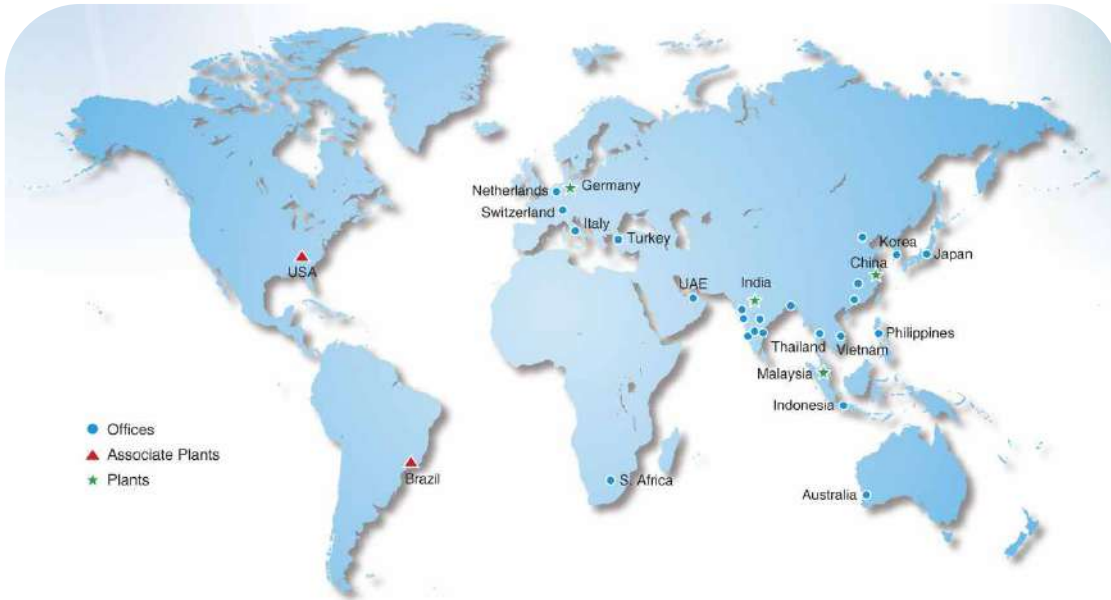 Netherlands
Germany
Switzerland
Italy
Turkey
Korea
Japan
China
USA
UAE
India
Philippines
Thailand
Vietnam
Malaysia
Indonesia
Offices
Associate Plants
Plants
Brazil
S. Africa
Australia